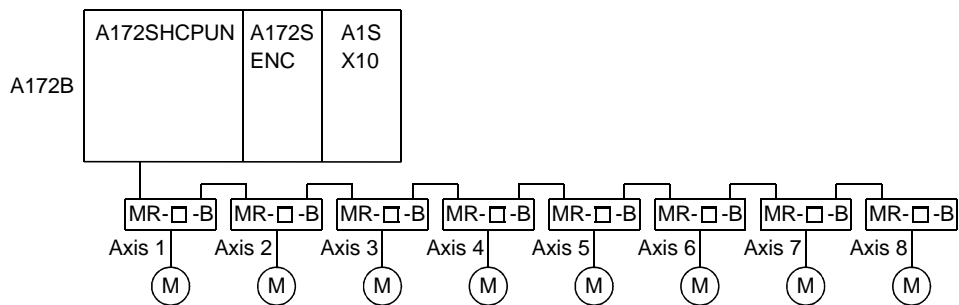 A172SHCPUN
A172S
ENC
A1S
X10
A172B
MR-□-B MR-□-B MR-□-B MR-□-B MR-□-B MR-□-B MR-□-B MR-□-B
Axis 1 Axis 2 Axis 3 Axis 4 Axis 5 Axis 6 Axis 7 Axis 8
M M M M M M M M